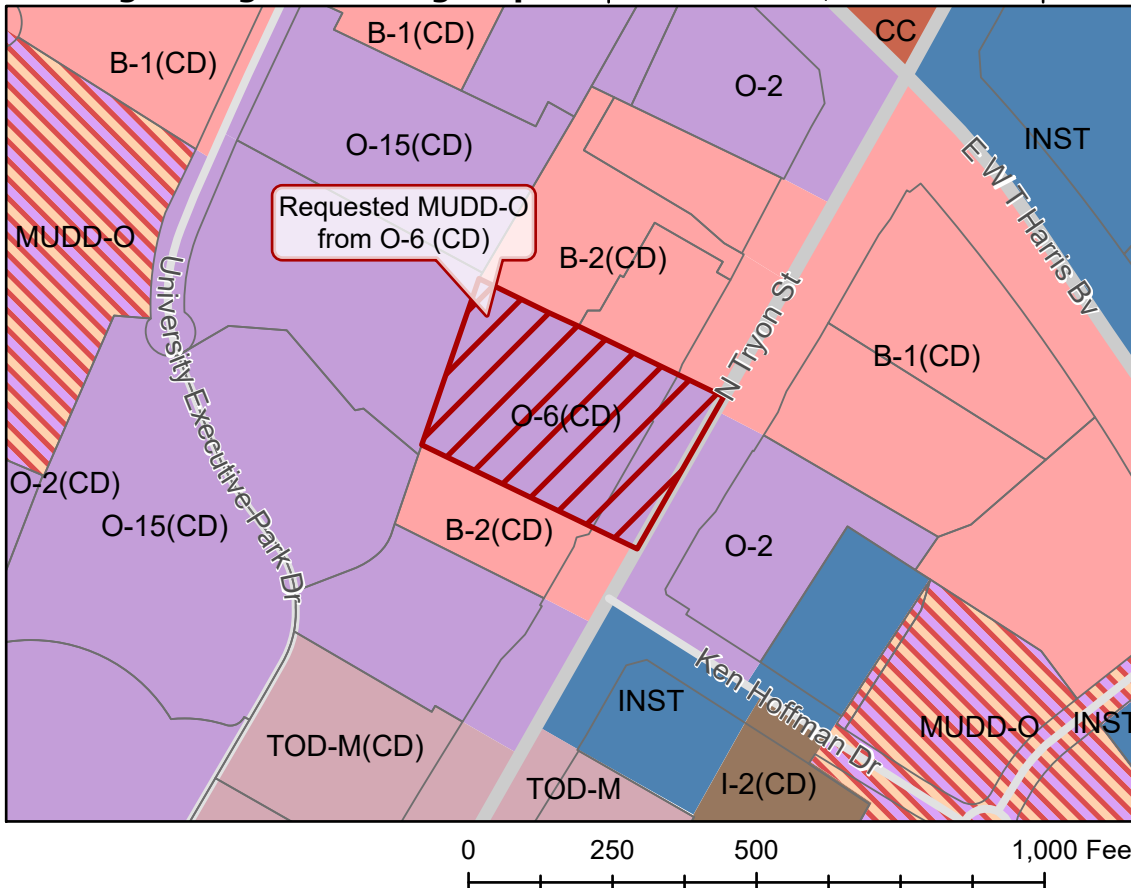 CC
B-1(CD)
B-1(CD)
O-2
INST
O-15(CD)
E W T Harris Bv
Requested MUDD-O
from O-6 (CD)
MUDD-O
B-2(CD)
University Executive Park Dr
N Tryon St
B-1(CD)
O-6(CD)
O-2(CD)
O-15(CD)
B-2(CD)
O-2
Ken Hoffman Dr
INST
MUDD-O
INST
TOD-M(CD)
TOD-M
I-2(CD)
0 250 500 1,000 Fee